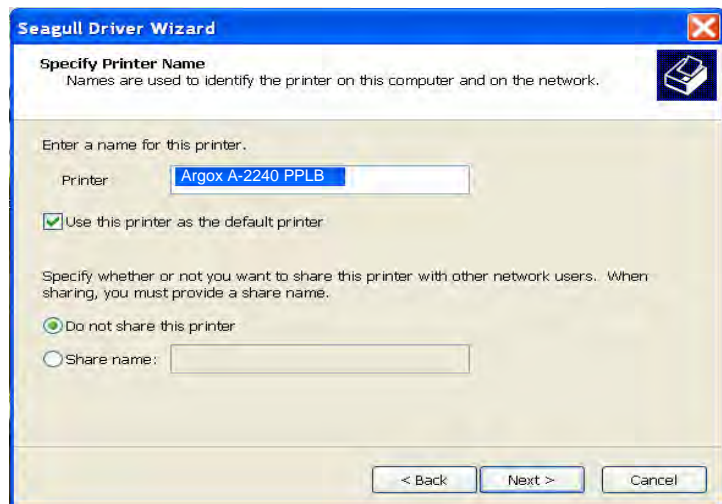 Seagull Driver Wizard
Specify Printer Name
Names are used to identify the printer on this computer and on the network.
Enter a name for this printer.
Printer
Argox A-2240 PPLB
Use this printer as the default printer
Specify whether or not you want to share this printer with other network users. When
sharing, you must provide a share name.
Do not share this printer
Share name:
< Back
Next >
Cancel